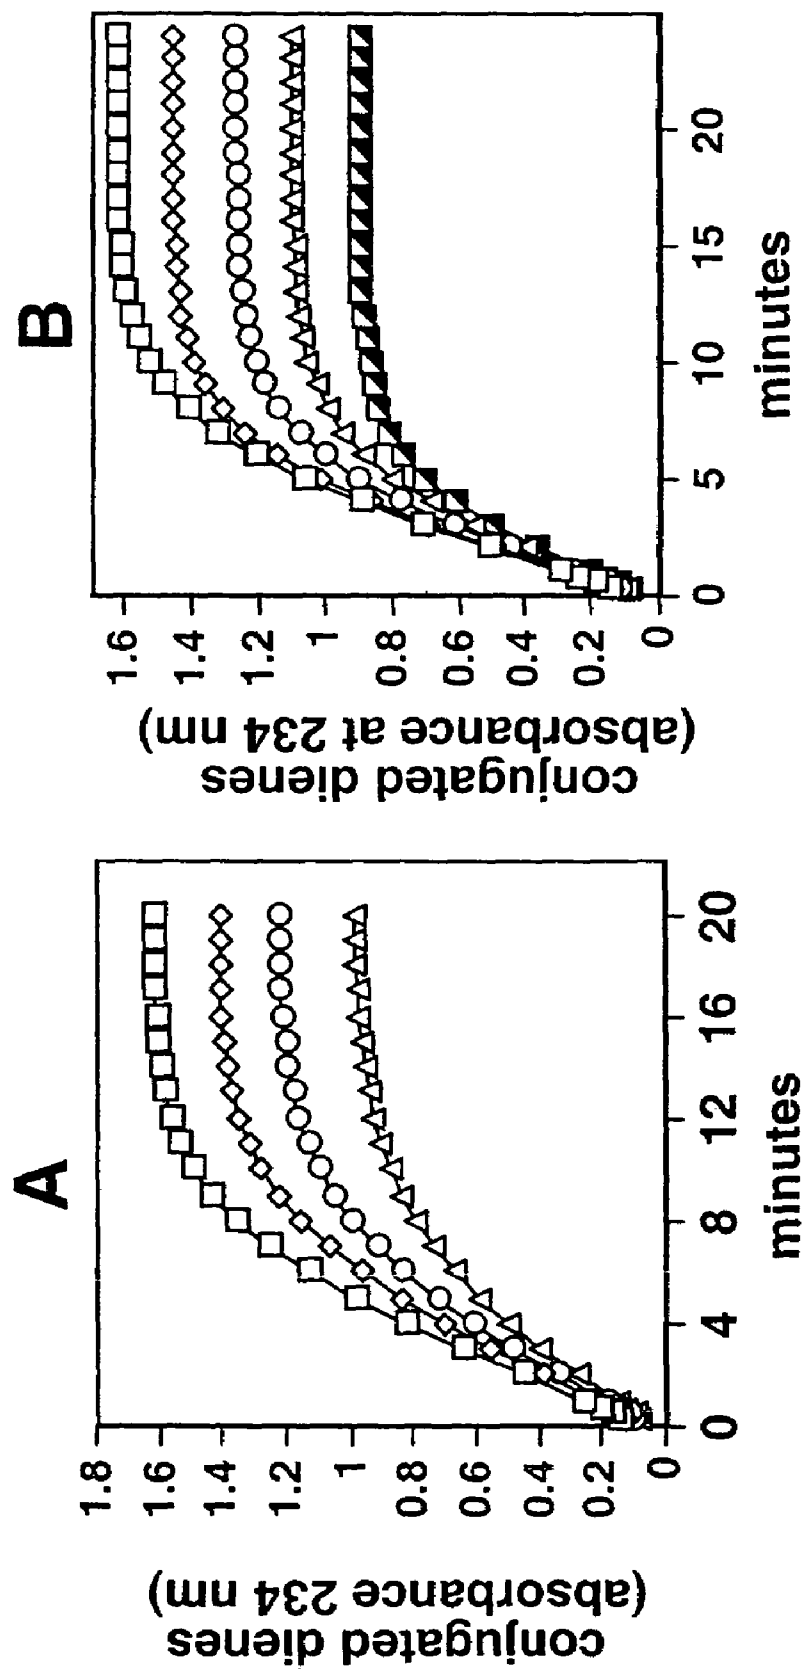 A
conjugated dienes
(absorbance 234 nm)
1.8
1.6
1.4
1.2
1
0.8
0.6
0.4
0.2
0
0 4 8 12 16 20
minutes
B
conjugated dienes
(absorbance at 234 nm)
1.6
1.4
1.2
1
0.8
0.6
0.4
0.2
0
0 5 10 15 20
minutes